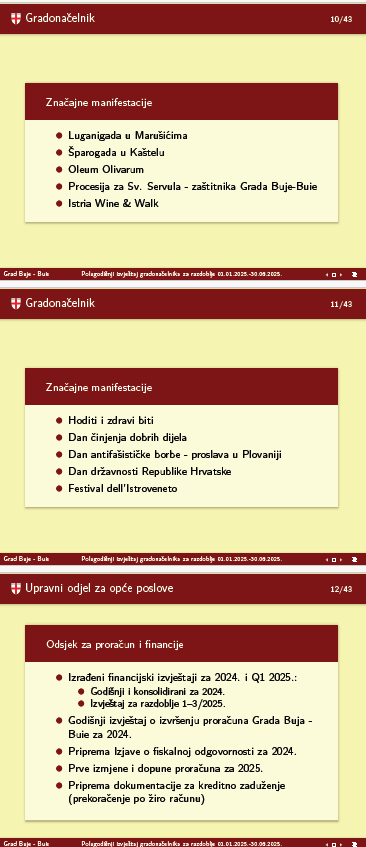 Gradonačelnik 10/43
Značajne manifestacije
Luganigada u Marušićima
Šparogada u Kaštelu
Oleum Olivarum
Procesija za Sv. Servula - zaštitnika Grada Buje-Buie
Istria Wine & Walk
Grad Buje - Buie Polugodišnji izvještaj gradonačelnika za razdoblje 01.01.2025.-30.06.2025.
Gradonačelnik 11/43
Značajne manifestacije
Hoditi i zdravi biti
Dan činjenja dobrih dijela
Dan antifašističke borbe - proslava u Plovaniji
Dan državnosti Republike Hrvatske
Festival dell'Istroveneto
Grad Buje - Buie Polugodišnji izvještaj gradonačelnika za razdoblje 01.01.2025.-30.06.2025.
Upravni odjel za opće poslove 12/43
Odsjek za proračun i financije
Izrađeni financijski izvještaji za 2024. i Q1 2025.:
Godišnji i konsolidirani za 2024.
Izvještaj za razdoblje 1–3/2025.
Godišnji izvještaj o izvršenju proračuna Grada Buja -
Buie za 2024.
Priprema Izjave o fiskalnoj odgovornosti za 2024.
Prve izmjene i dopune proračuna za 2025.
Priprema dokumentacije za kreditno zaduženje
(prekoračenje po žiro računu)
Grad Buje - Buie Polugodišnji izvještaj gradonačelnika za razdoblje 01.01.2025.-30.06.2025.